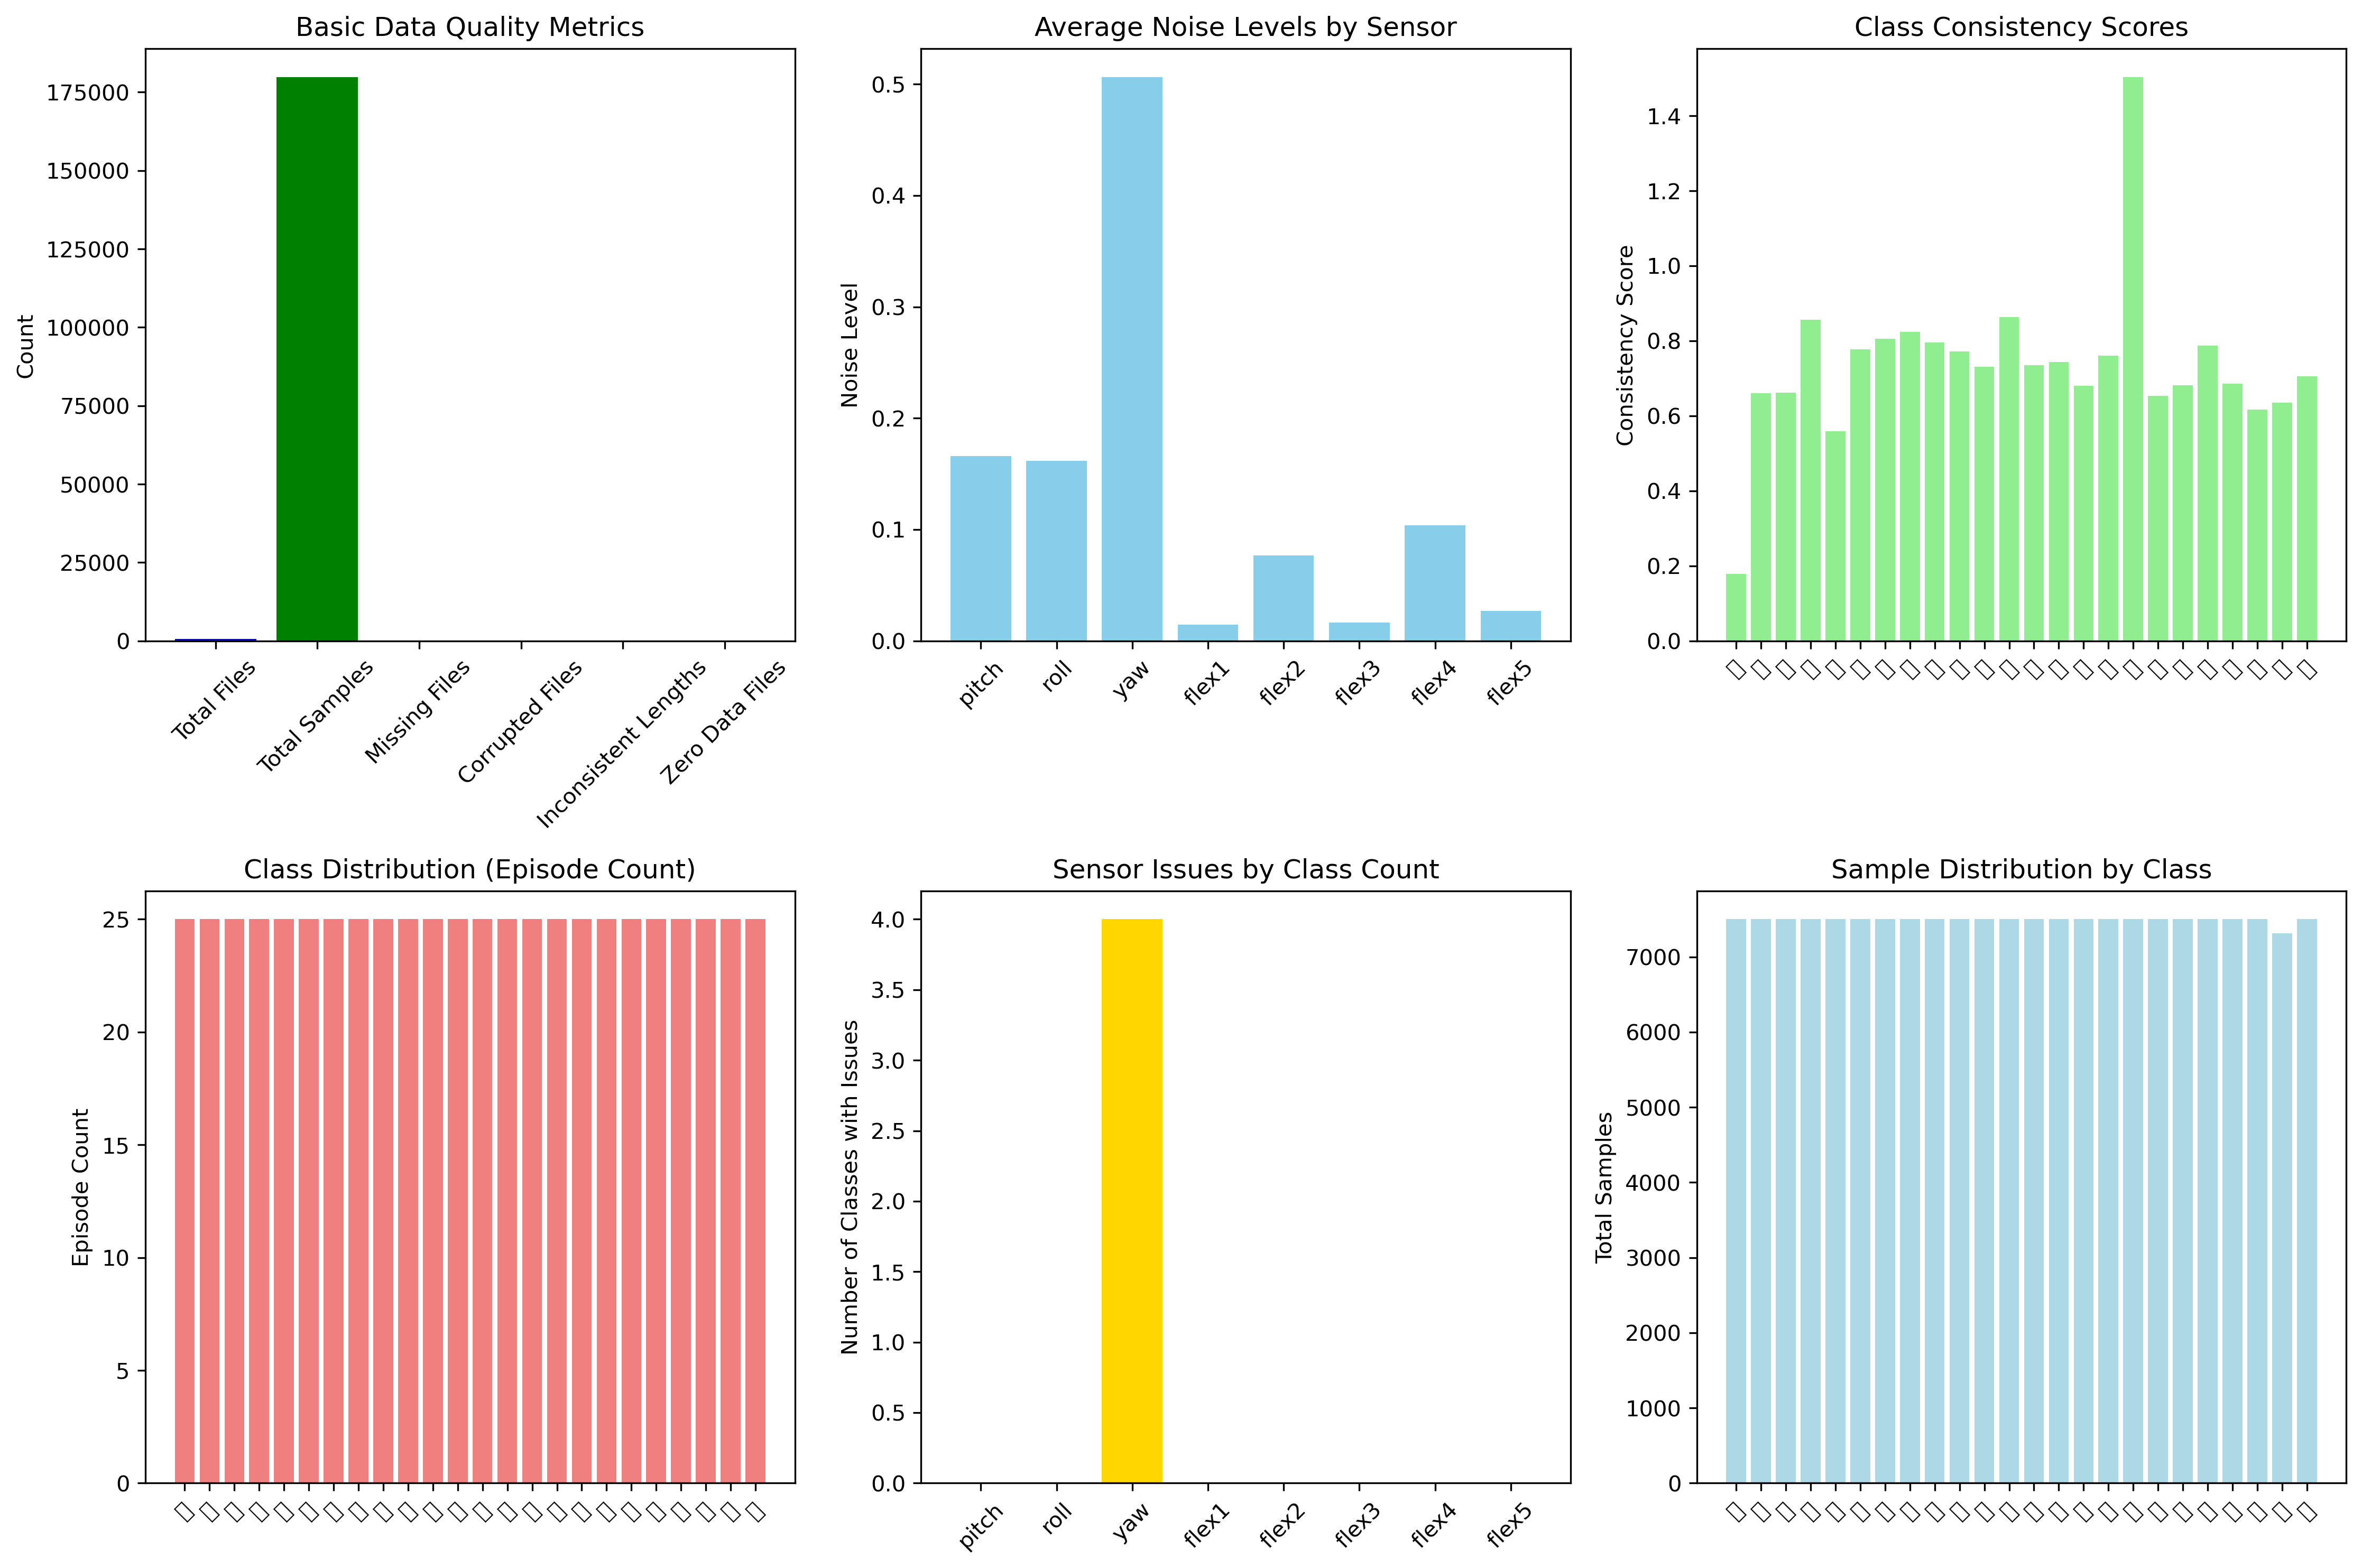 Basic Data Quality Metrics
Count
175000
150000
125000
100000
75000
50000
25000
0
Total Files
Total Samples
Missing Files
Corrupted Files
Inconsistent Lengths
Zero Data Files
Average Noise Levels by Sensor
Noise Level
0.5
0.4
0.3
0.2
0.1
0.0
pitch
roll
yaw
flex1
flex2
flex3
flex4
flex5
Class Consistency Scores
Consistency Score
1.4
1.2
1.0
0.8
0.6
0.4
0.2
0.0
Class Distribution (Episode Count)
Episode Count
25
20
15
10
5
0
Sensor Issues by Class Count
Number of Classes with Issues
4.0
3.5
3.0
2.5
2.0
1.5
1.0
0.5
0.0
pitch
roll
yaw
flex1
flex2
flex3
flex4
flex5
Sample Distribution by Class
Total Samples
7000
6000
5000
4000
3000
2000
1000
0